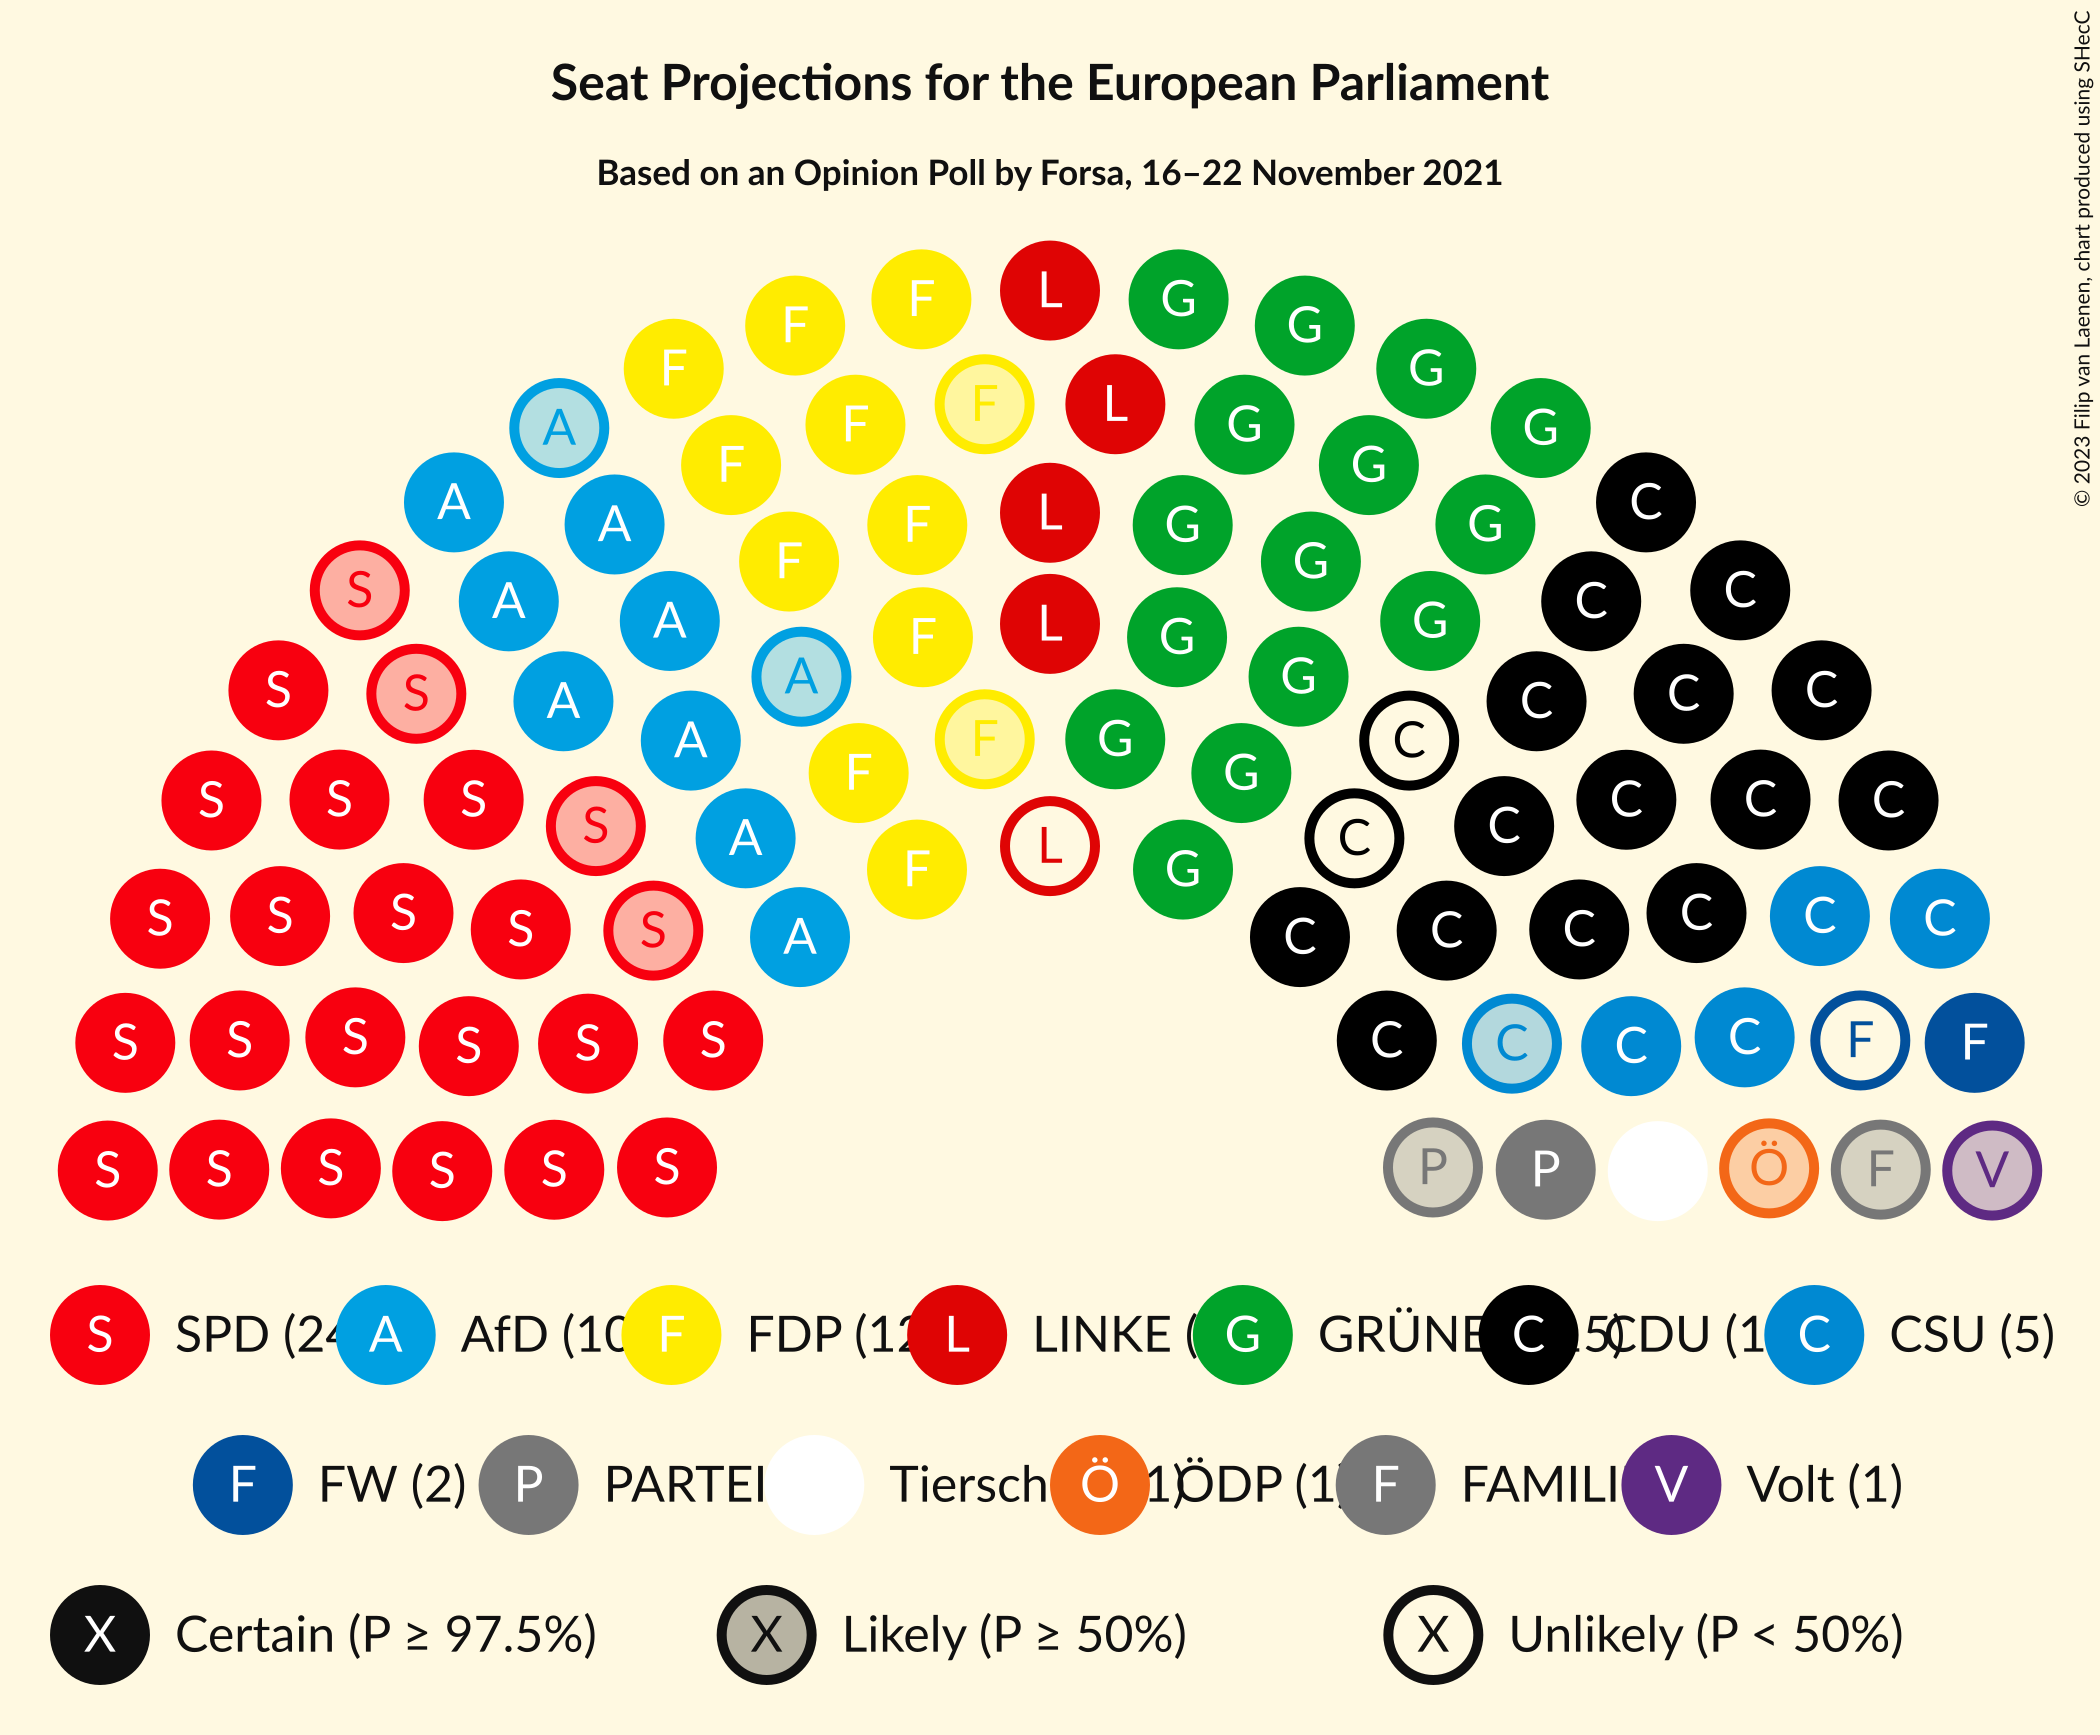 Seat Projections for the European Parliament
Based on an Opinion Poll by Forsa, 16–22 November 2021
© 2023 Filip van Laenen, chart produced using SHecC
L
F G
F G
F G
F L
A G
F G
F G
A C
L
A F G G
S A F G C
L
A F G G
S S A A F G G C C C C
F G
S S S S A F G C C C C C
L
S S S S S A F G C C C C C C
A C
S S S S S S C C C C F F
S S S S S S P P Ö F V
S SPD (24 A AfD (10 F FDP (12 L LINKE ( G GRÜNE C 5) CDU (1 C CSU (5)
F FW (2) P PARTEI Tiersch Ö 1) ÖDP (1 F FAMILI V Volt (1)
X Certain (P ≥ 97.5%) X Likely (P ≥ 50%) X Unlikely (P < 50%)